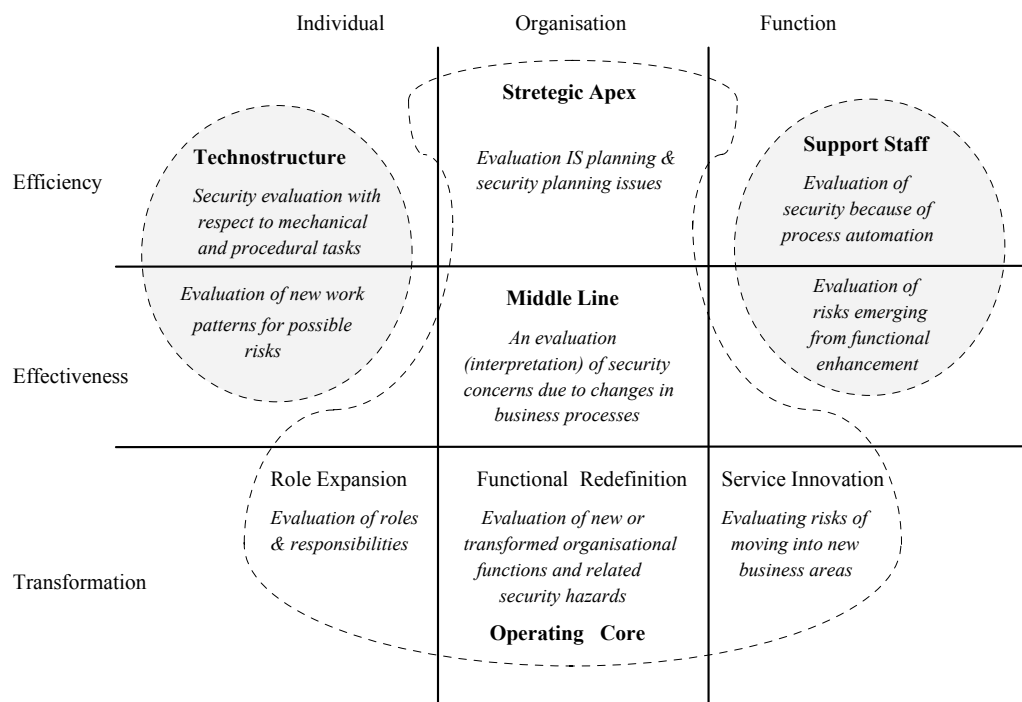 Individual
Organisation
Function
Stretegic Apex
Technostructure
Support Staff
Efficiency
Security evaluation with
respect to mechanical
and procedural tasks
Evaluation IS planning &
security planning issues
Evaluation of
security because of
process automation
Evaluation of new work
patterns for possible
risks
Middle Line
Evaluation of
risks emerging
from functional
enhancement
Effectiveness
An evaluation
(interpretation) of security
concerns due to changes in
business processes
Role Expansion
Functional Redefinition
Service Innovation
Evaluation of roles
& responsibilities
Evaluation of new or
transformed organisational
functions and related
security hazards
Evaluating risks of
moving into new
business areas
Transformation
Operating Core